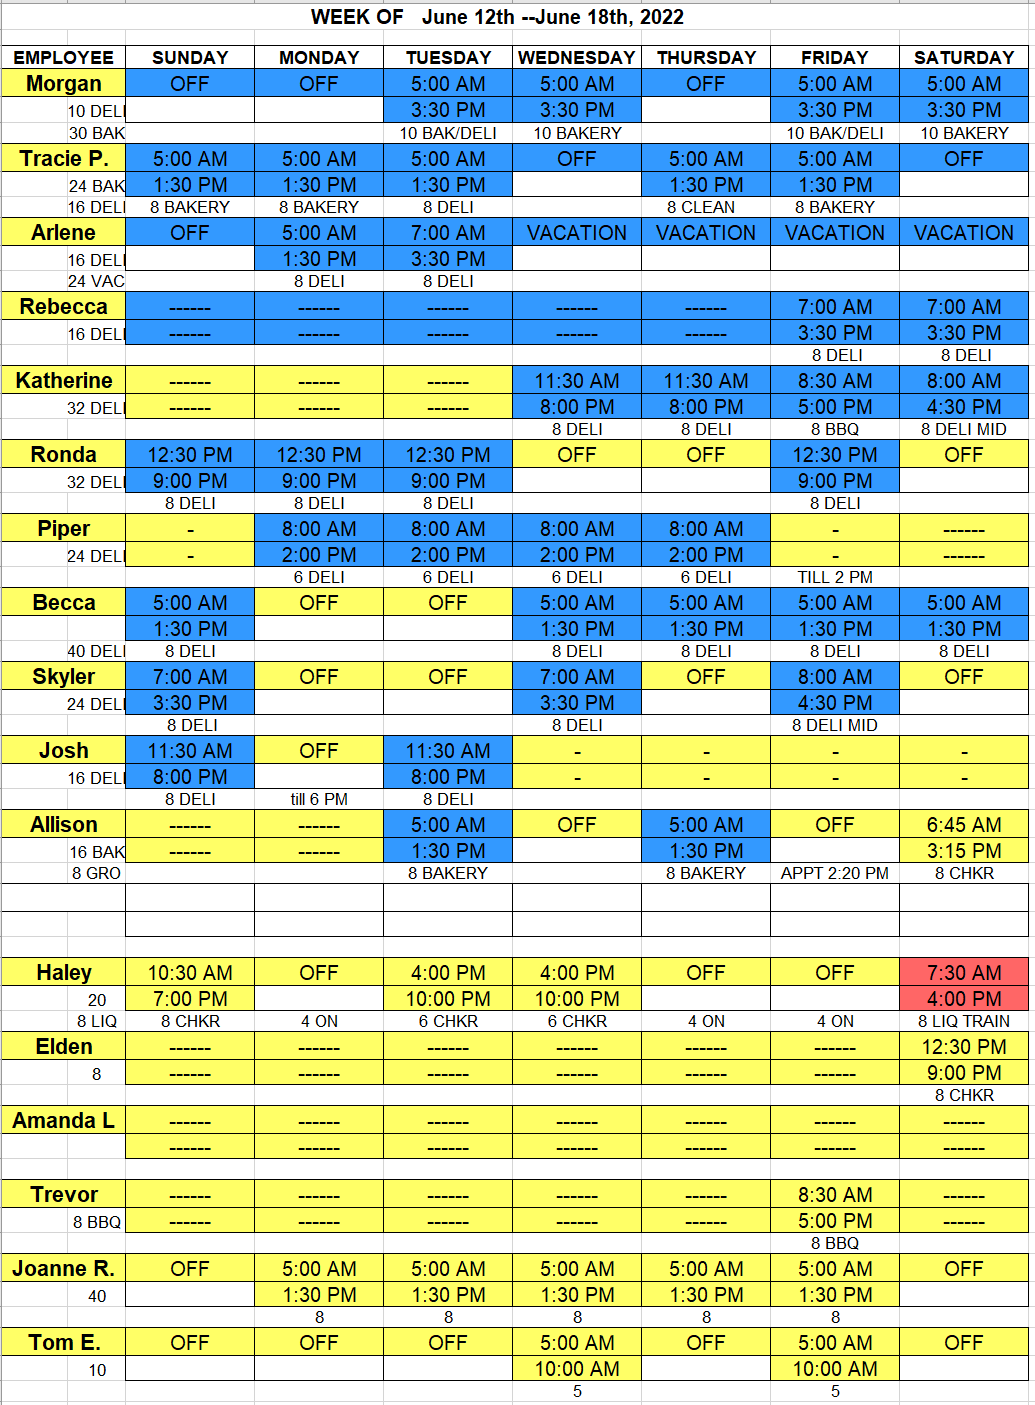 WEEK OF June 12th --June 18th, 2022
EMPLOYEE SUNDAY MONDAY TUESDAY WEDNESDAY THURSDAY FRIDAY SATURDAY
Morgan OFF OFF 5:00 AM 5:00 AM OFF 5:00 AM 5:00 AM
10 DELI 3:30 PM 3:30 PM 3:30 PM 3:30 PM
30 BAK 10 BAK/DELI 10 BAKERY 10 BAK/DELI 10 BAKERY
Tracie P. 5:00 AM 5:00 AM 5:00 AM OFF 5:00 AM 5:00 AM OFF
24 BAK 1:30 PM 1:30 PM 1:30 PM 1:30 PM 1:30 PM
16 DELI 8 BAKERY 8 BAKERY 8 DELI 8 CLEAN 8 BAKERY
Arlene OFF 5:00 AM 7:00 AM VACATION VACATION VACATION VACATION
16 DELI 1:30 PM 3:30 PM
24 VAC 8 DELI 8 DELI
Rebecca ------ ------ ------ ------ ------ 7:00 AM 7:00 AM
16 DELI ------ ------ ------ ------ ------ 3:30 PM 3:30 PM
8 DELI 8 DELI
Katherine ------ ------ ------ 11:30 AM 11:30 AM 8:30 AM 8:00 AM
32 DELI ------ ------ ------ 8:00 PM 8:00 PM 5:00 PM 4:30 PM
8 DELI 8 DELI 8 BBQ 8 DELI MID
Ronda 12:30 PM 12:30 PM 12:30 PM OFF OFF 12:30 PM OFF
32 DELI 9:00 PM 9:00 PM 9:00 PM 9:00 PM
8 DELI 8 DELI 8 DELI 8 DELI
Piper - 8:00 AM 8:00 AM 8:00 AM 8:00 AM - ------
24 DELI - 2:00 PM 2:00 PM 2:00 PM 2:00 PM - ------
6 DELI 6 DELI 6 DELI 6 DELI TILL 2 PM
Becca 5:00 AM OFF OFF 5:00 AM 5:00 AM 5:00 AM 5:00 AM
1:30 PM 1:30 PM 1:30 PM 1:30 PM 1:30 PM
40 DELI 8 DELI 8 DELI 8 DELI 8 DELI 8 DELI
Skyler 7:00 AM OFF OFF 7:00 AM OFF 8:00 AM OFF
24 DELI 3:30 PM 3:30 PM 4:30 PM
8 DELI 8 DELI 8 DELI MID
Josh 11:30 AM OFF 11:30 AM - - - -
16 DELI 8:00 PM 8:00 PM - - - -
8 DELI till 6 PM 8 DELI
Allison ------ ------ 5:00 AM OFF 5:00 AM OFF 6:45 AM
16 BAK ------ ------ 1:30 PM 1:30 PM 3:15 PM
8 GRO 8 BAKERY 8 BAKERY APPT 2:20 PM 8 CHKR
Haley 10:30 AM OFF 4:00 PM 4:00 PM OFF OFF 7:30 AM
20 7:00 PM 10:00 PM 10:00 PM 4:00 PM
8 LIQ 8 CHKR 4 ON 6 CHKR 6 CHKR 4 ON 4 ON 8 LIQ TRAIN
Elden ------ ------ ------ ------ ------ ------ 12:30 PM
8 ------ ------ ------ ------ ------ ------ 9:00 PM
8 CHKR
Amanda L ------ ------ ------ ------ ------ ------ ------
------ ------ ------ ------ ------ ------ ------
Trevor ------ ------ ------ ------ ------ 8:30 AM ------
8 BBQ ------ ------ ------ ------ ------ 5:00 PM ------
8 BBQ
Joanne R. OFF 5:00 AM 5:00 AM 5:00 AM 5:00 AM 5:00 AM OFF
40 1:30 PM 1:30 PM 1:30 PM 1:30 PM 1:30 PM
8 8 8 8 8
Tom E. OFF OFF OFF 5:00 AM OFF 5:00 AM OFF
10 10:00 AM 10:00 AM
5 5